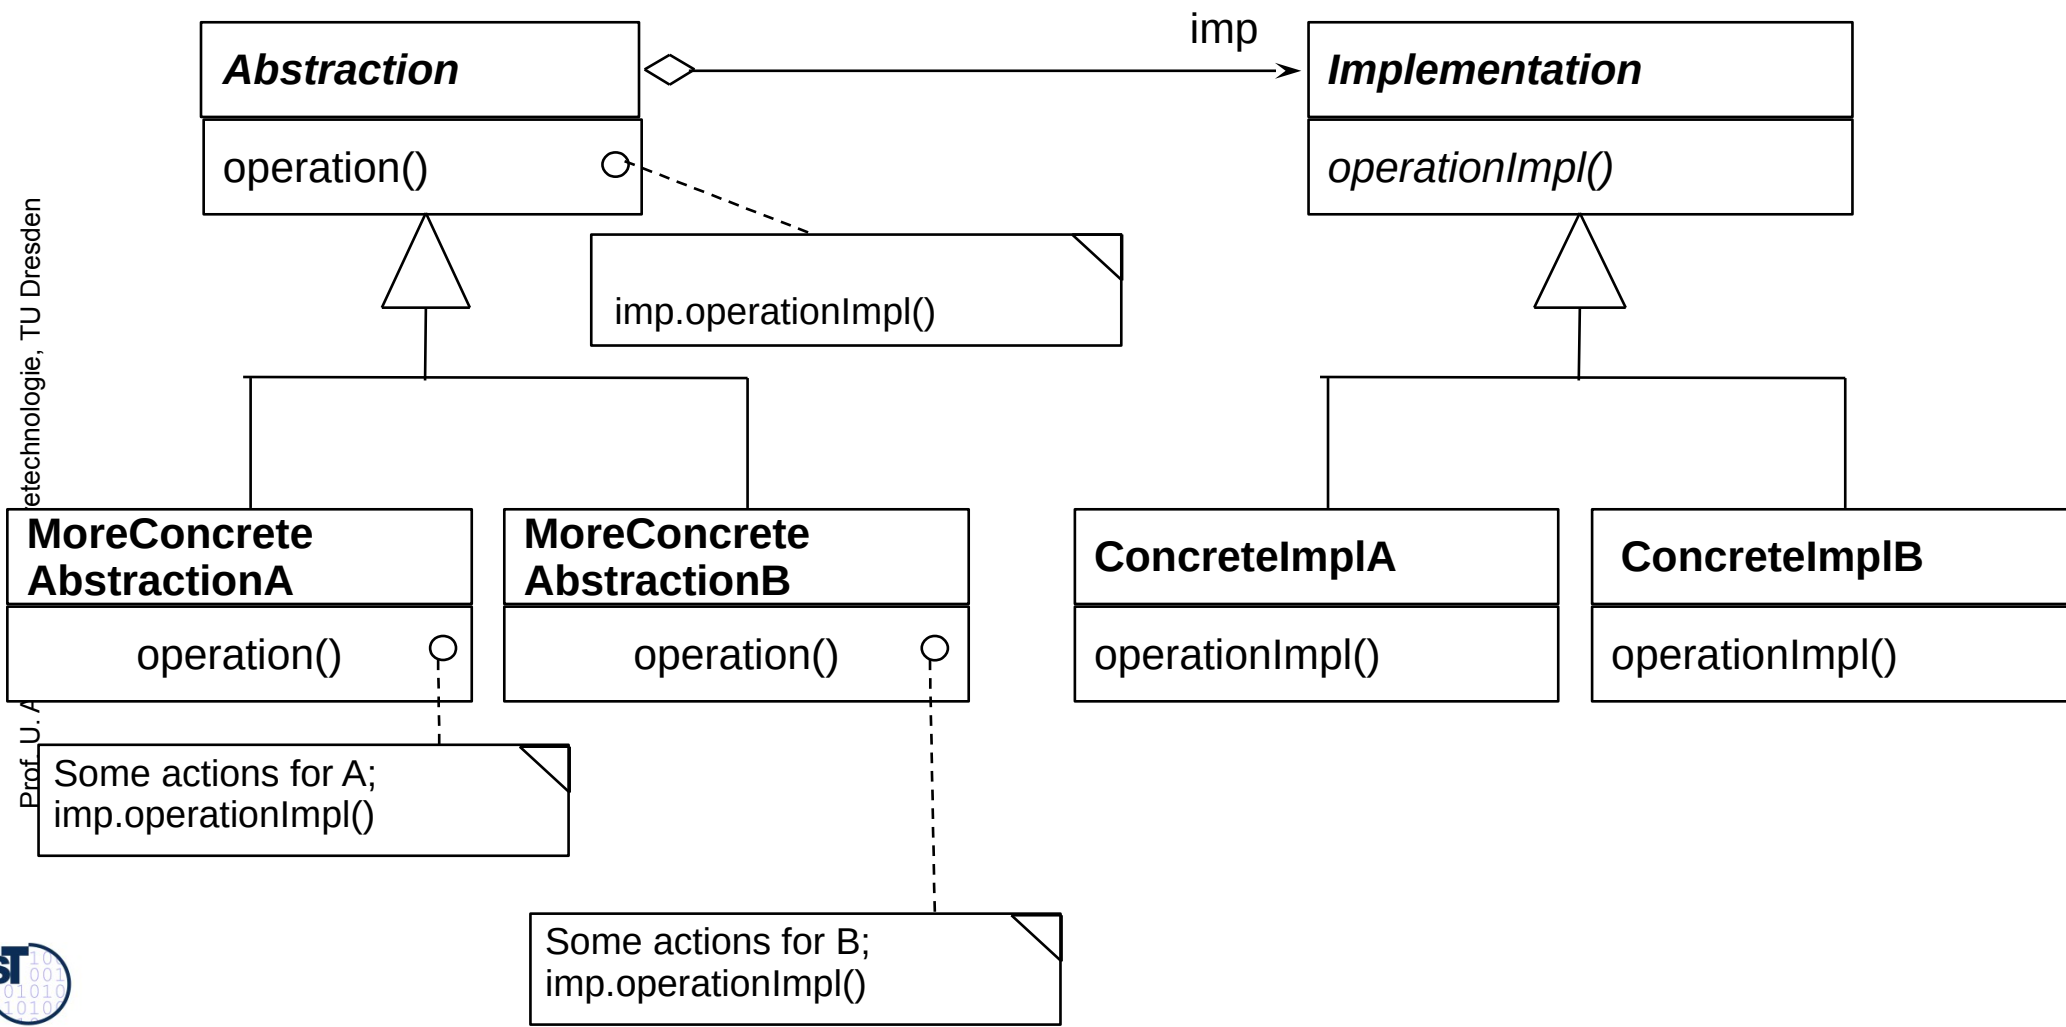 imp
Abstraction
Implementation
operation()
operationImpl()
imp.operationImpl()
MoreConcrete
AbstractionA
MoreConcrete
AbstractionB
ConcreteImplA
ConcreteImplB
operation()
operation()
operationImpl()
operationImpl()
Some actions for A;
imp.operationImpl()
Some actions for B;
imp.operationImpl()
Prof. U. TU Dresden